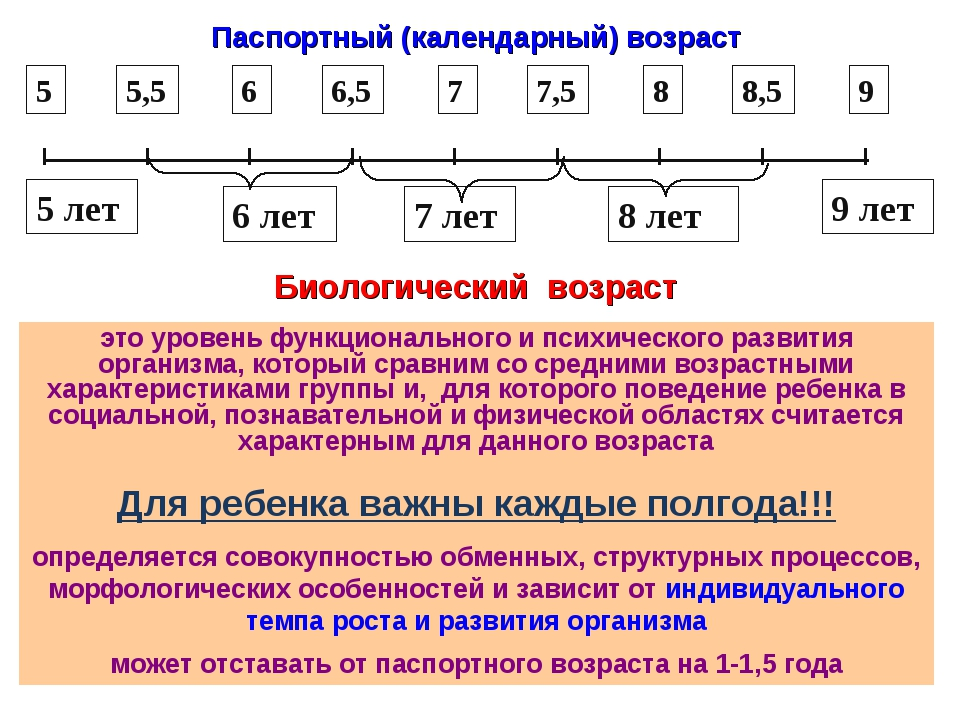 Паспортный (календарный) возраст
5 5,5 6 6,5 7 7,5 8 8,5 9
5 лет 6 лет 7 лет 8 лет 9 лет
Биологический возраст
это уровень функционального и психического развития
организма, который сравним со средними возрастными
характеристиками группы и, для которого поведение ребенка в
социальной, познавательной и физической областях считается
характерным для данного возраста
Для ребенка важны каждые полгода!!!
определяется совокупностью обменных, структурных процессов,
морфологических особенностей и зависит от индивидуального
темпа роста и развития организма
может отставать от паспортного возраста на 1-1,5 года